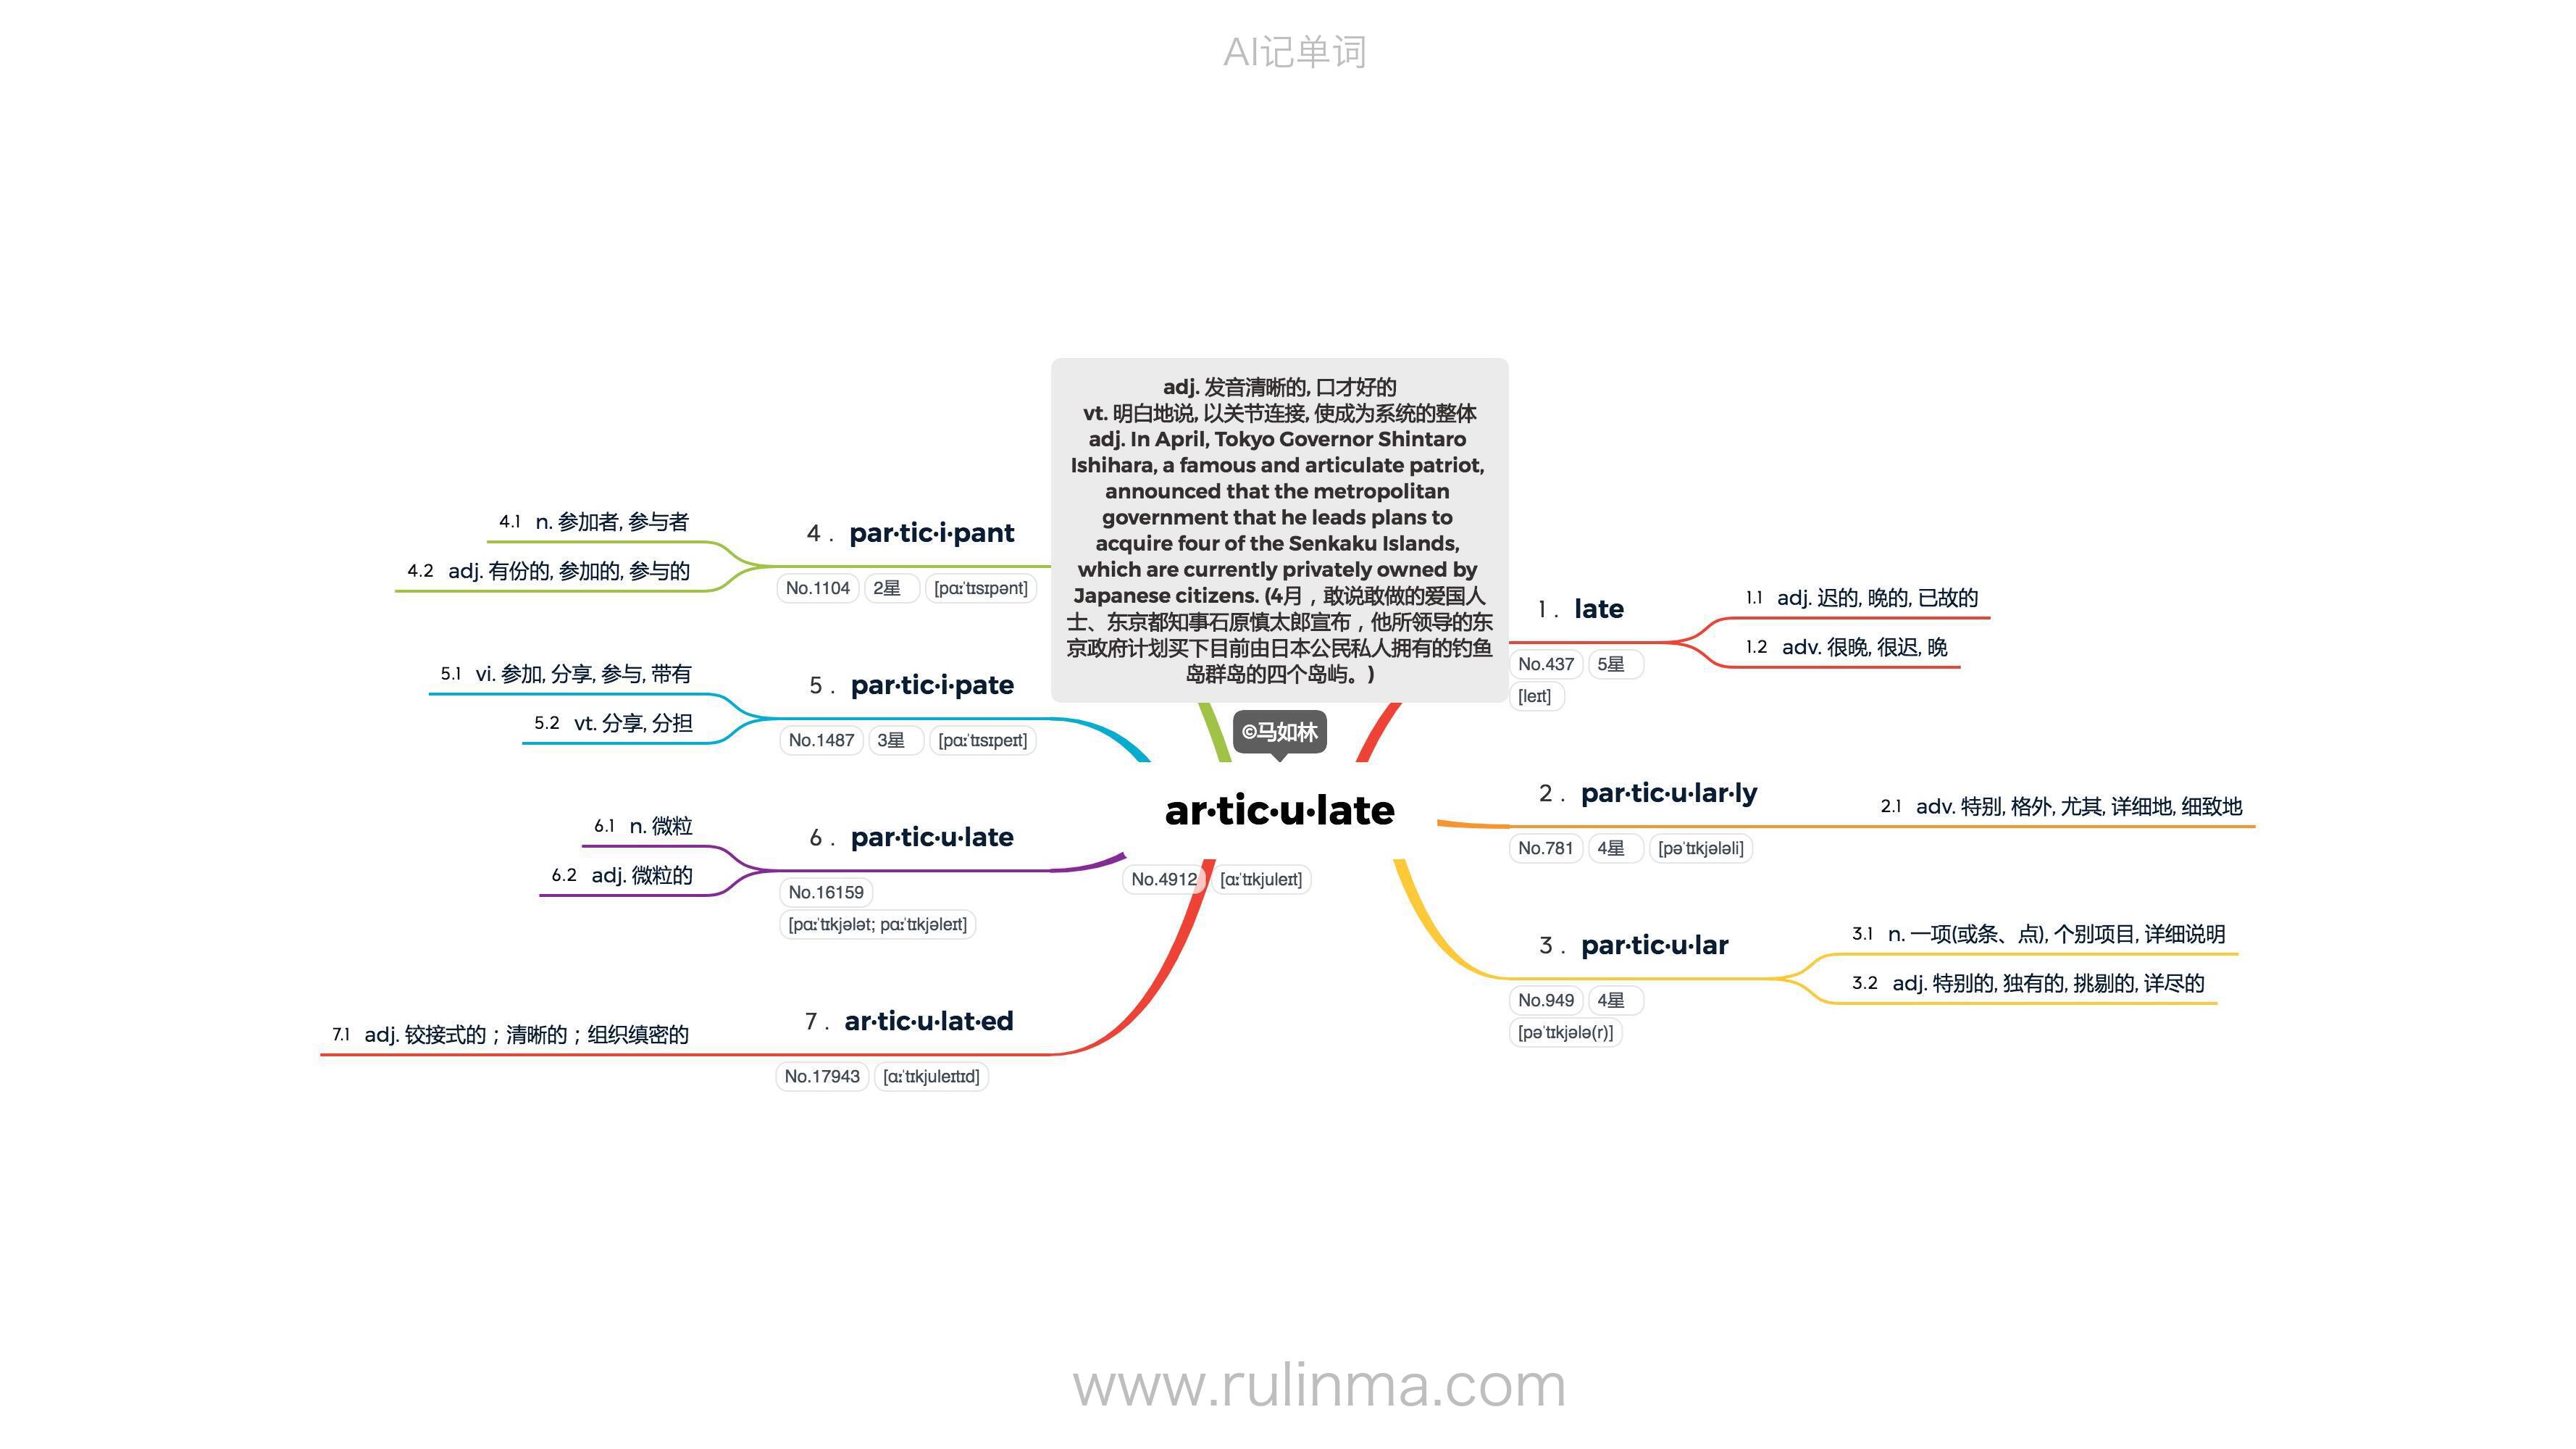 AI记单词
adj. 发音清晰的, 口才好的
vt. 明白地说, 以关节连接, 使成为系统的整体
adj. In April, Tokyo Governor Shintaro
Ishihara, a famous and articulate patriot,
announced that the metropolitan
government that he leads plans to
acquire four of the Senkaku Islands,
which are currently privately owned by
Japanese citizens. (4月，敢说敢做的爱国人
士、东京都知事石原慎太郎宣布，他所领导的东
京政府计划买下目前由日本公民私人拥有的钓鱼
岛群岛的四个岛屿。)
©马如林
ar·tic·u·late
No.4912 [ɑːˈtɪkjuleɪt]
1. late
No.437 5星
[leɪt]
1.1 adj. 迟的, 晚的, 已故的
1.2 adv. 很晚, 很迟, 晚
2. par·tic·u·lar·ly
No.781 4星 [pəˈtɪkjələli]
2.1 adv. 特别, 格外, 尤其, 详细地, 细致地
3. par·tic·u·lar
No.949 4星
[pəˈtɪkjələ(r)]
3.1 n. 一项(或条、点), 个别项目, 详细说明
3.2 adj. 特别的, 独有的, 挑剔的, 详尽的
4. par·tic·i·pant
No.1104 2星 [pɑːˈtɪsɪpənt]
4.1 n. 参加者, 参与者
4.2 adj. 有份的, 参加的, 参与的
5. par·tic·i·pate
No.1487 3星 [pɑːˈtɪsɪpeɪt]
5.1 vi. 参加, 分享, 参与, 带有
5.2 vt. 分享, 分担
6. par·tic·u·late
No.16159
[pɑːˈtɪkjələt; pɑːˈtɪkjəleɪt]
6.1 n. 微粒
6.2 adj. 微粒的
7. ar·tic·u·lat·ed
No.17943 [ɑːˈtɪkjuleɪtɪd]
7.1 adj. 铰接式的；清晰的；组织缜密的
www.rulinma.com